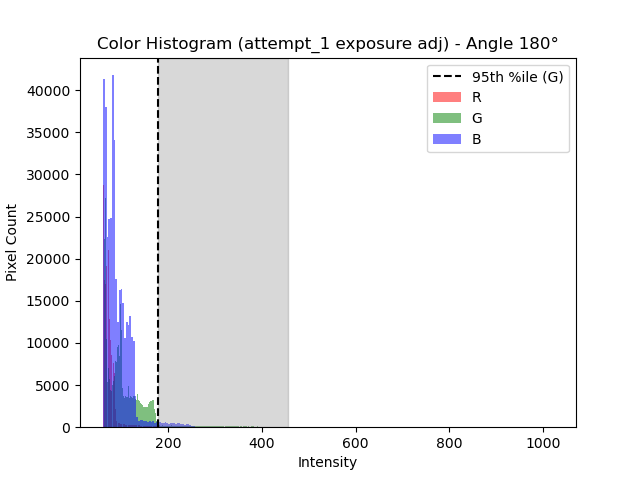 Color Histogram (attempt_1 exposure adj) - Angle 180°
95th %ile (G)
R
G
B
Pixel Count
40000
35000
30000
25000
20000
15000
10000
5000
0
200
400
600
800
1000
Intensity